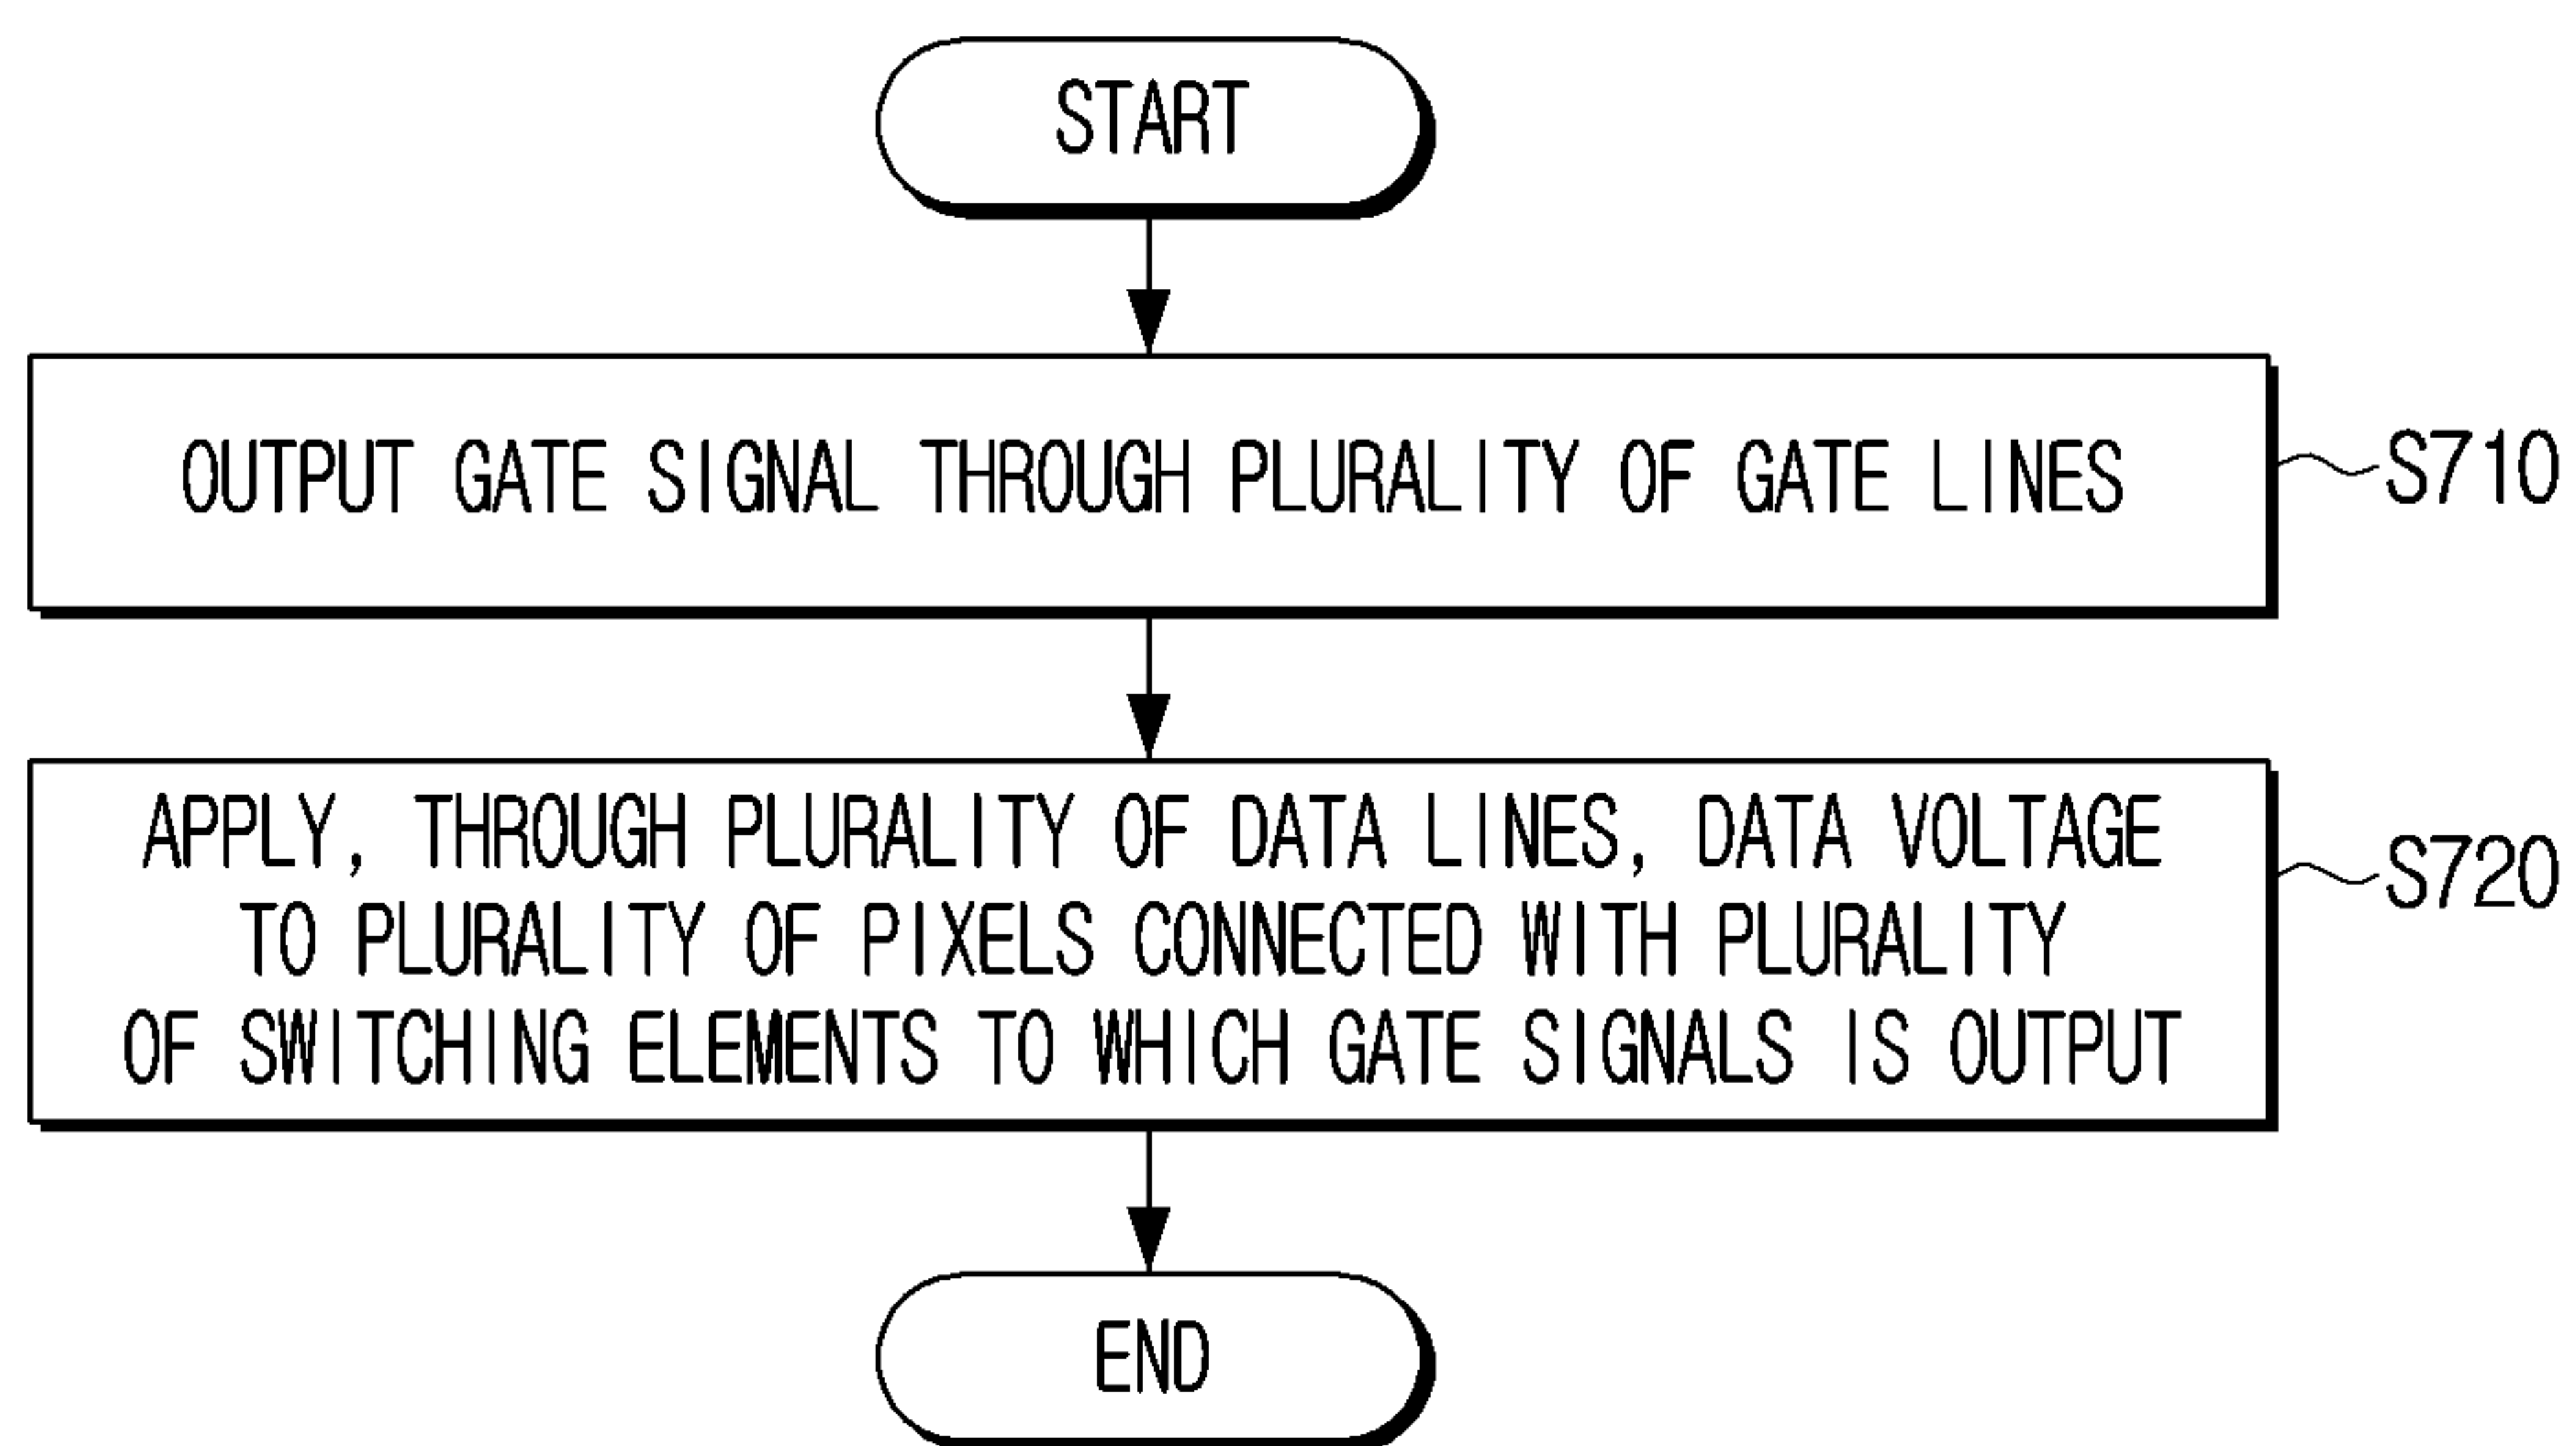 START
OUTPUT GATE SIGNAL THROUGH PLURALITY OF GATE LINES
S710
APPLY, THROUGH PLURALITY OF DATA LINES, DATA VOLTAGE
TO PLURALITY OF PIXELS CONNECTED WITH PLURALITY
OF SWITCHING ELEMENTS TO WHICH GATE SIGNALS IS OUTPUT
S720
END